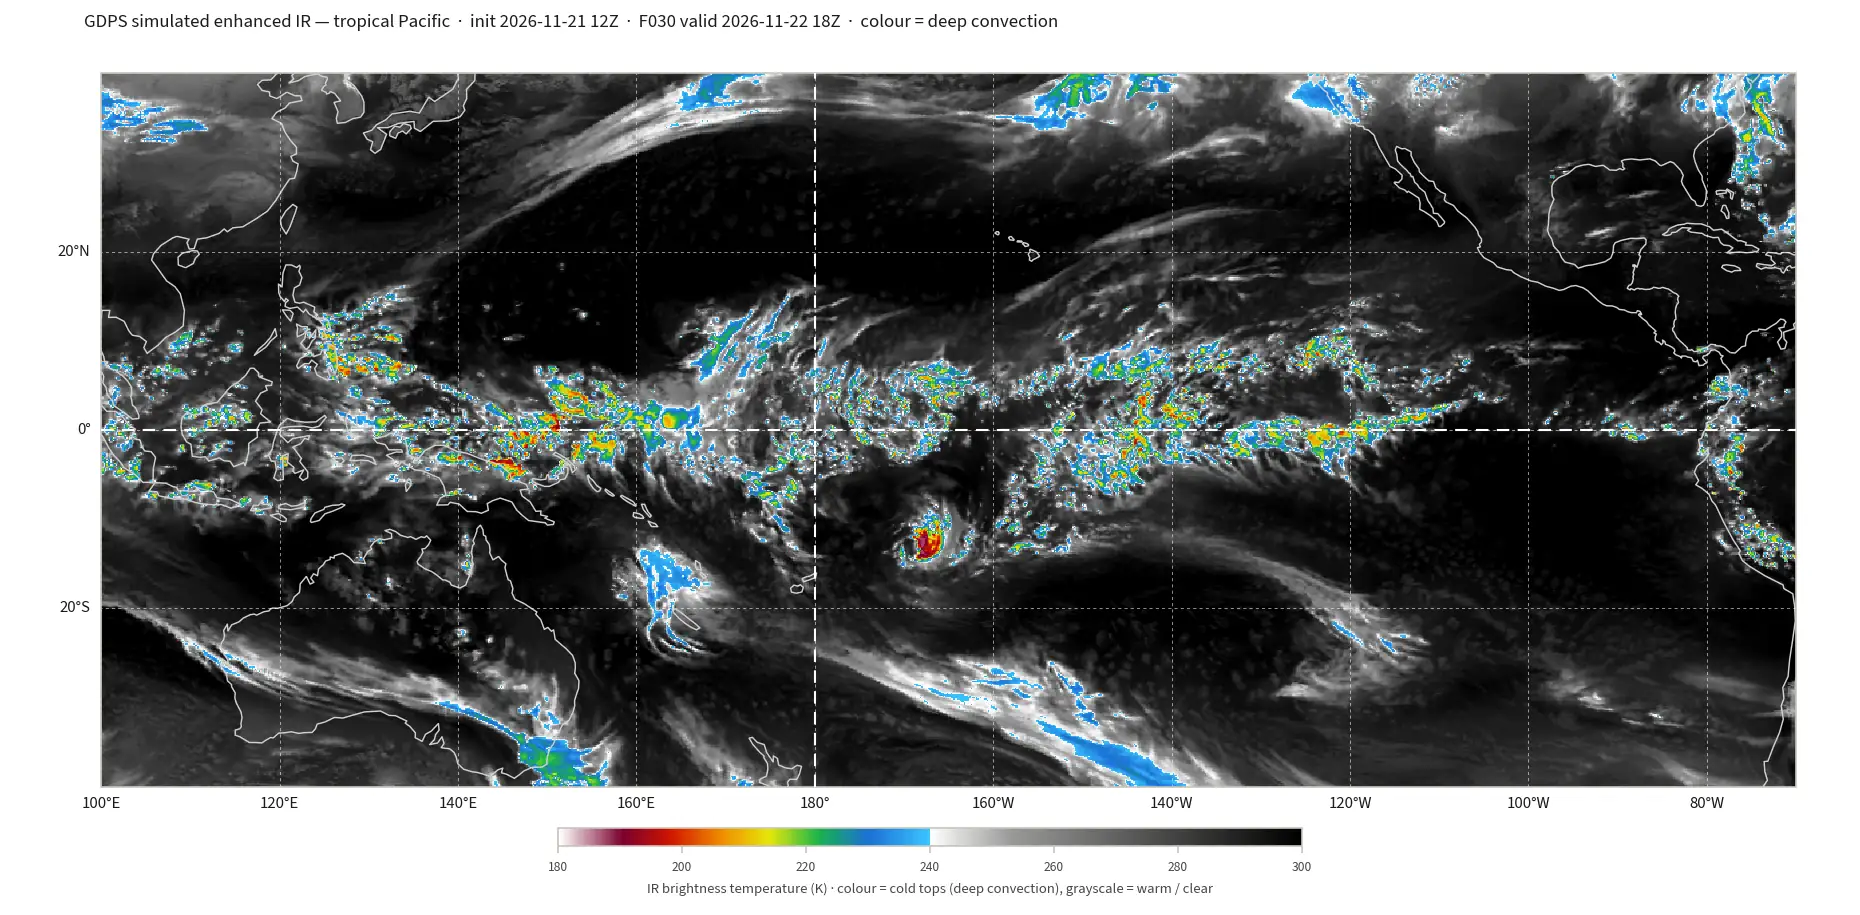 GDPS simulated enhanced IR — tropical Pacific · init 2026-11-21 12Z · F030 valid 2026-11-22 18Z · colour = deep convection
20°N
0°
20°S
100°E 120°E 140°E 160°E 180° 160°W 140°W 120°W 100°W 80°W
180 200 220 240 260 280 300
IR brightness temperature (K) · colour = cold tops (deep convection), grayscale = warm / clear